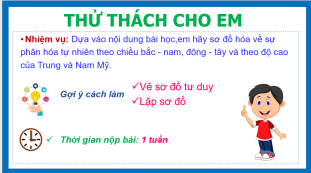 THỬ THÁCH CHO EM
•Nhiệm vụ: Dựa vào nội dung bài học,em hãy sơ đồ hóa về sự
phân hóa tự nhiên theo chiều bắc - nam, đông - tây và theo độ cao
của Trung và Nam Mỹ.
Gợi ý cách làm
✓Vẽ sơ đồ tư duy
✓Lập sơ đồ
✓ Thời gian nộp bài: 1 tuần